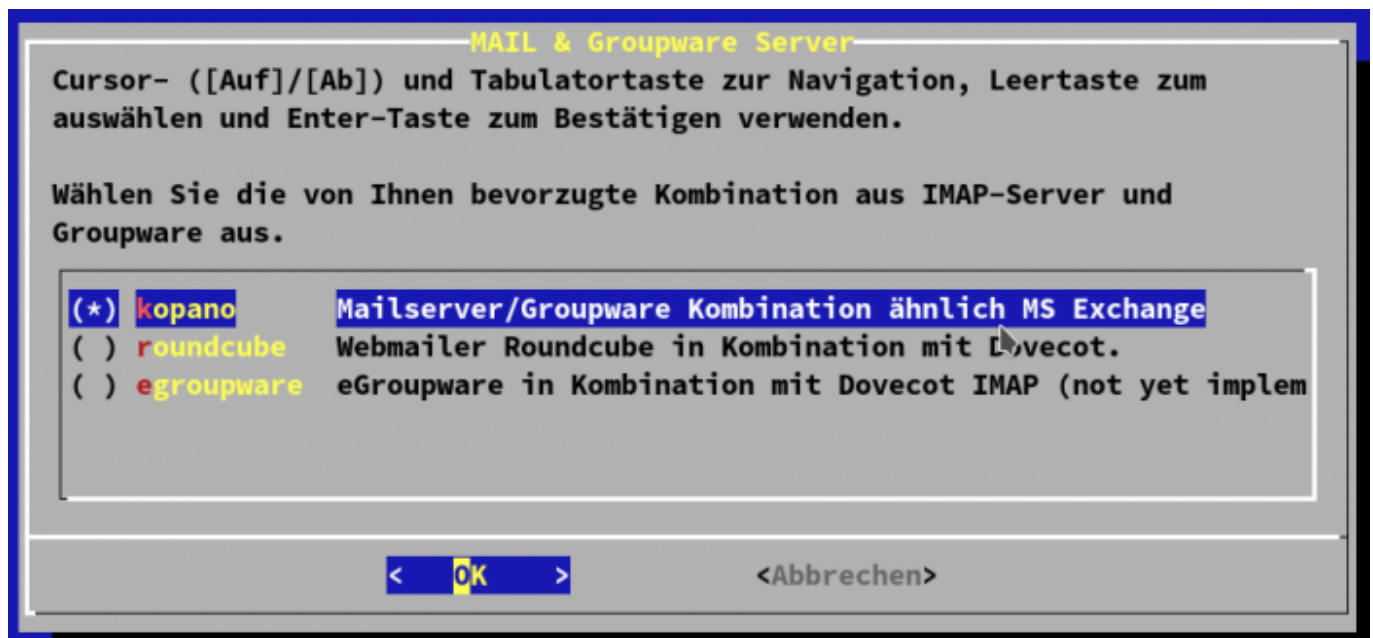 MAIL & Groupware Server
Cursor- ([Auf]/[Ab]) und Tabulatortaste zur Navigation, Leertaste zum
auswählen und Enter-Taste zum Bestätigen verwenden.
Wählen Sie die von Ihnen bevorzugte Kombination aus IMAP-Server und
Groupware aus.
(*) kopano Mailserver/Groupware Kombination ähnlich MS Exchange
( ) roundcube Webmailer Roundcube in Kombination mit Dovecot.
( ) egroupware eGroupware in Kombination mit Dovecot IMAP (not yet implem
< OK > <Abbrechen>